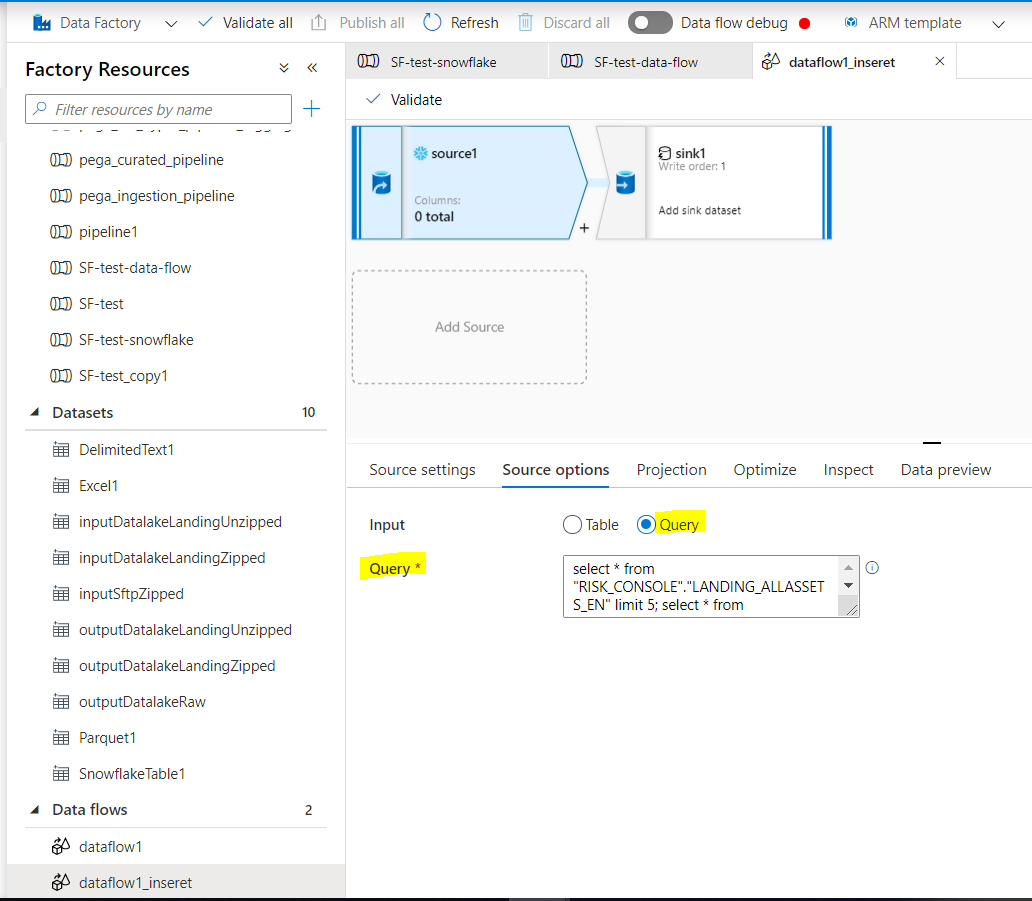 Data Factory
Validate all
Publish all
Refresh
Discard all
Data flow debug
ARM template
Factory Resources
Filter resources by name
pega_curated_pipeline
pega_ingestion_pipeline
pipeline1
SF-test-data-flow
SF-test
SF-test-snowflake
SF-test_copy1
Datasets 10
DelimitedText1
Excel1
inputDatalakeLandingUnzipped
inputDatalakeLandingZipped
inputSftpZipped
outputDatalakeLandingUnzipped
outputDatalakeLandingZipped
outputDatalakeRaw
Parquet1
SnowflakeTable1
Data flows 2
dataflow1
dataflow1_inseret
SF-test-snowflake
SF-test-data-flow
dataflow1_inseret
Validate
source1
Columns:
0 total
sink1
Write order: 1
Add sink dataset
Add Source
Source settings
Source options
Projection
Optimize
Inspect
Data preview
Input
Table
Query
Query *
select * from
"RISK_CONSOLE"."LANDING_ALLASSET
S_EN" limit 5; select * from